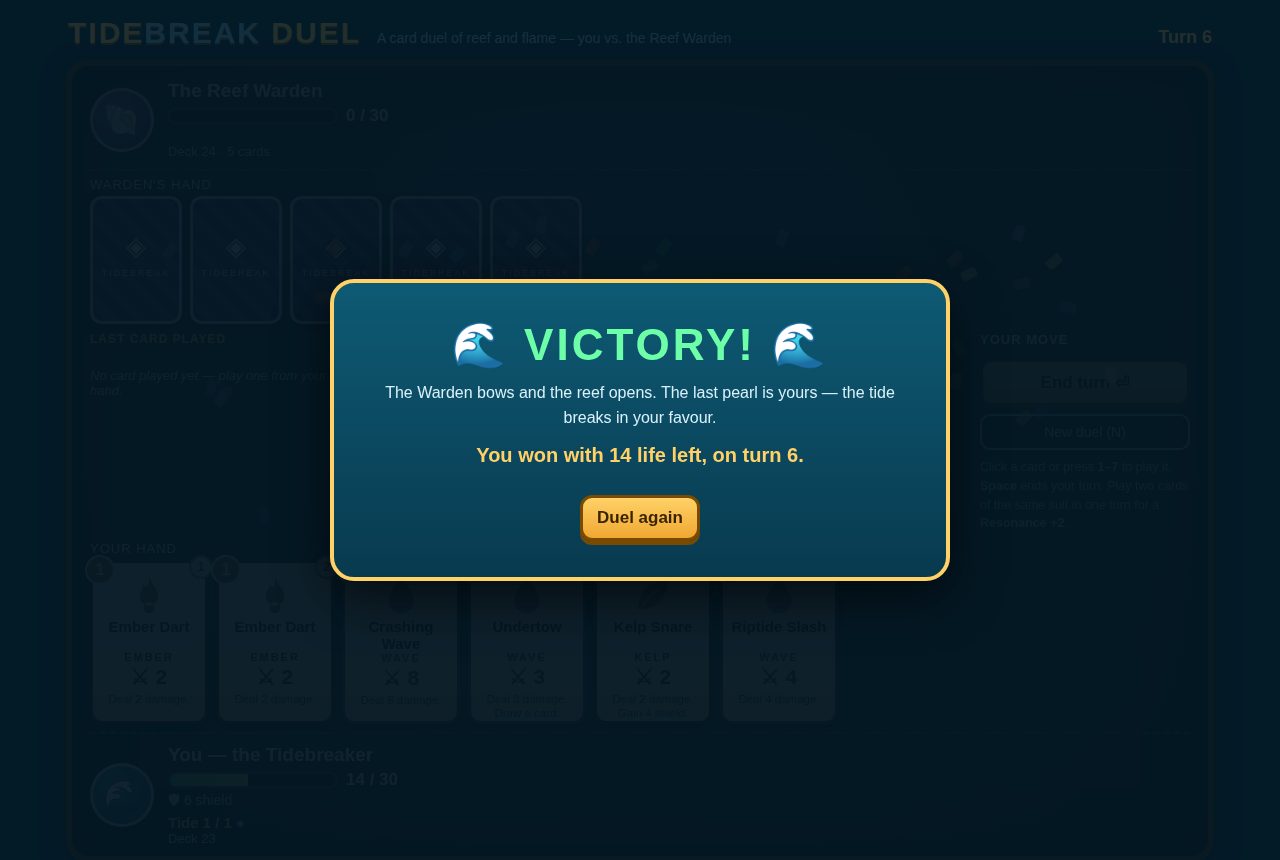 TIDEBREAK DUEL
A card duel of reef and flame — you vs. the Reef Warden
Turn 6
The Reef Warden
0 / 30
Deck 24 · 5 cards
WARDEN'S HAND
TIDEBREAK
TIDEBREAK
TIDEBREAK
TIDEBREAK
TIDEBREAK
LAST CARD PLAYED
No card played yet — play one from your
hand.
🌊 VICTORY! 🌊
The Warden bows and the reef opens. The last pearl is yours — the tide
breaks in your favour.
You won with 14 life left, on turn 6.
Duel again
YOUR MOVE
End turn ⏎
New duel (N)
Click a card or press 1–7 to play it.
Space ends your turn. Play two cards
of the same suit in one turn for a
Resonance +2.
YOUR HAND
1
1
Ember Dart
EMBER
⚔ 2
Deal 2 damage.
1
Ember Dart
EMBER
⚔ 2
Deal 2 damage.
Crashing
Wave
WAVE
⚔ 8
Deal 8 damage.
Undertow
WAVE
⚔ 3
Deal 3 damage.
Draw a card.
Kelp Snare
KELP
⚔ 2
Deal 2 damage.
Gain 4 shield.
Riptide Slash
WAVE
⚔ 4
Deal 4 damage.
You — the Tidebreaker
14 / 30
6 shield
Tide 1 / 1 ●
Deck 23